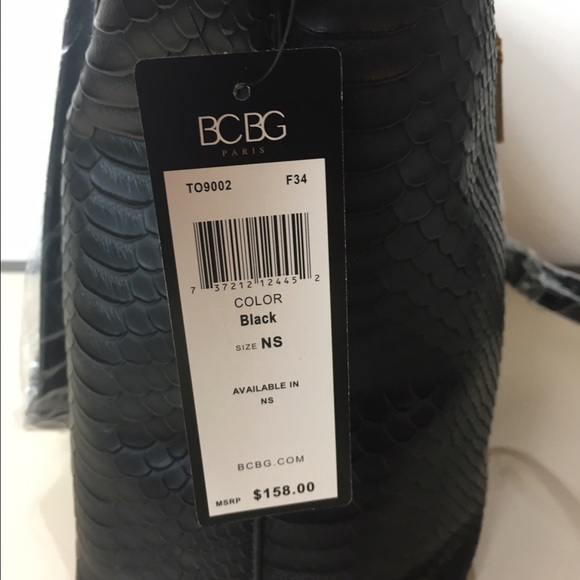 BCBG
PARIS
TO9002 F34
7 37212 12445 2
COLOR
Black
SIZE NS
AVAILABLE IN
NS
BCBG.COM
MSRP $158.00